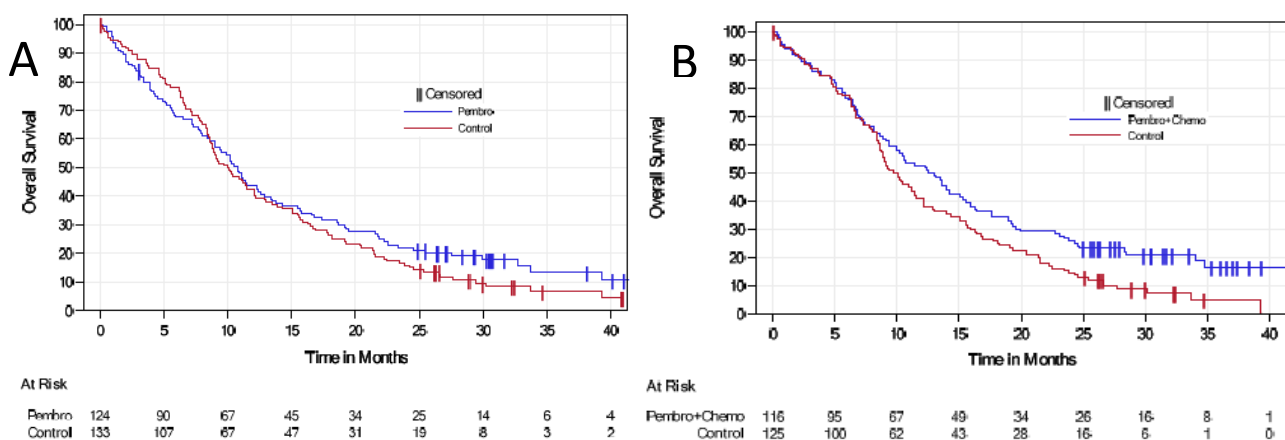 A
Overall Survival
100
90
80
70
60
50
40
30
20
10
0
Censored
Pembro
Control
0 5 10 15 20 25 30 35 40
Time in Months
At Risk
Pembro 124 90 67 45 34 25 14 6 4
Control 133 107 67 47 31 19 8 3 2
B
Overall Survival
100
90
80
70
60
50
40
30
20
10
0
Censored
Pembro+Chemo
Control
0 5 10 15 20 25 30 35 40
Time in Months
At Risk
Pembro+Chemo 116 95 67 49 34 26 16 8 1
Control 125 100 62 43 28 16 6 1 0